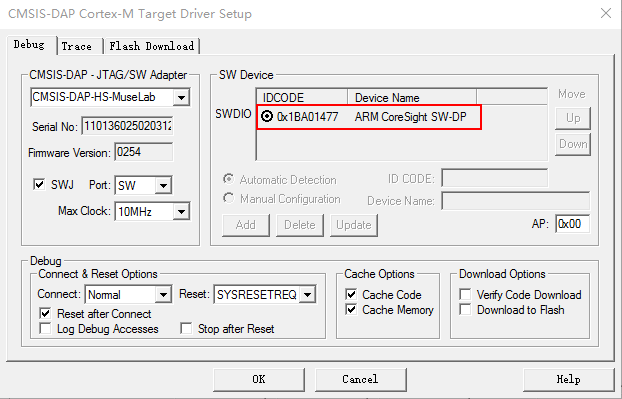 CMSIS-DAP Cortex-M Target Driver Setup
Debug Trace Flash Download
CMSIS-DAP - JTAG/SW Adapter
CMSIS-DAP-HS-MuseLab
Serial No: 110136025020312
Firmware Version: 0254
SWJ Port: SW
Max Clock: 10MHz
SW Device
IDCODE Device Name Move
SWDIO 0x1BA01477 ARM CoreSight SW-DP Up
Down
Automatic Detection ID CODE:
Manual Configuration Device Name:
Add Delete Update AP: 0x00
Debug
Connect & Reset Options
Connect: Normal Reset: SYSRESETREQ
Reset after Connect
Log Debug Accesses Stop after Reset
Cache Options
Cache Code
Cache Memory
Download Options
Verify Code Download
Download to Flash
OK Cancel Help